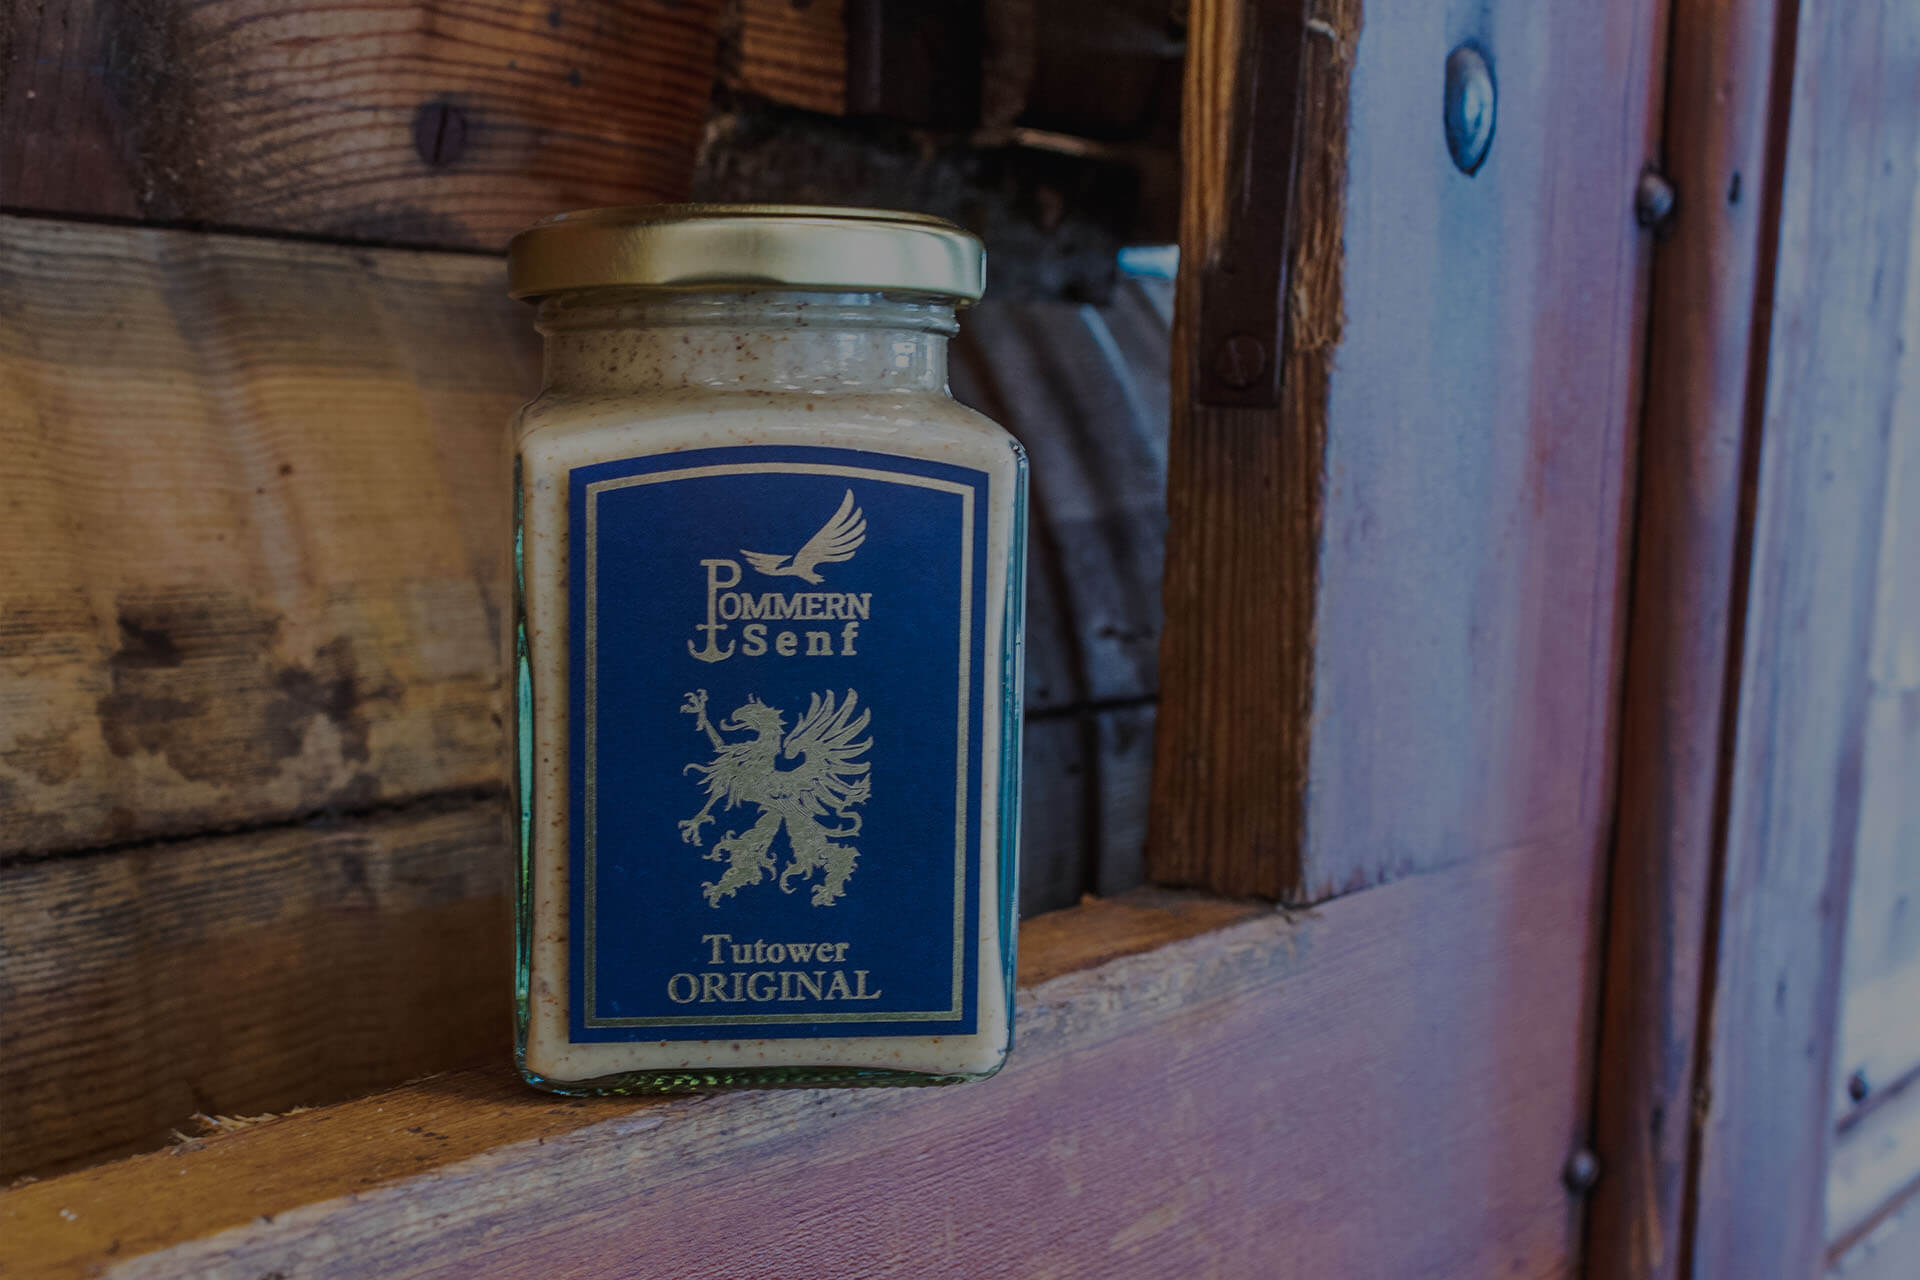 POMMERN
Senf
Tutower
ORIGINAL